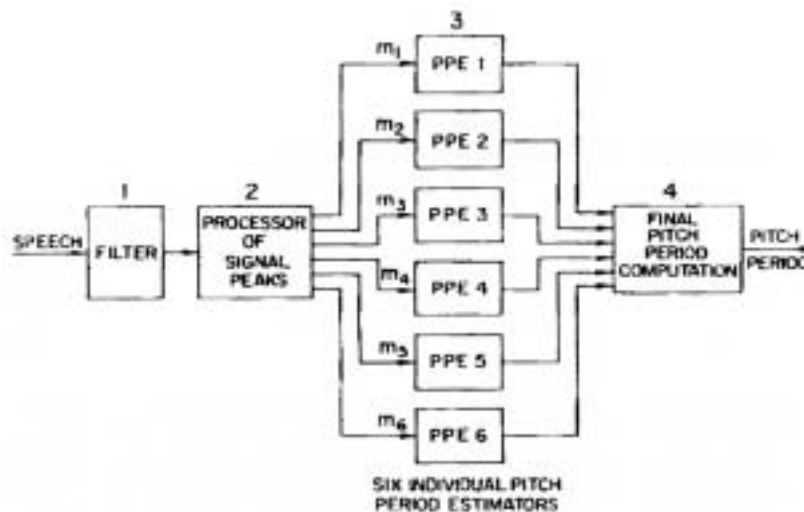 3
m1
PPE 1
m2
PPE 2
1
2
m3
PPE 3
4
SPEECH
FILTER
PROCESSOR
OF
SIGNAL
PEAKS
FINAL
PITCH
PERIOD
COMPUTATION
PITCH
PERIOD
m4
PPE 4
m5
PPE 5
m6
PPE 6
SIX INDIVIDUAL PITCH
PERIOD ESTIMATORS